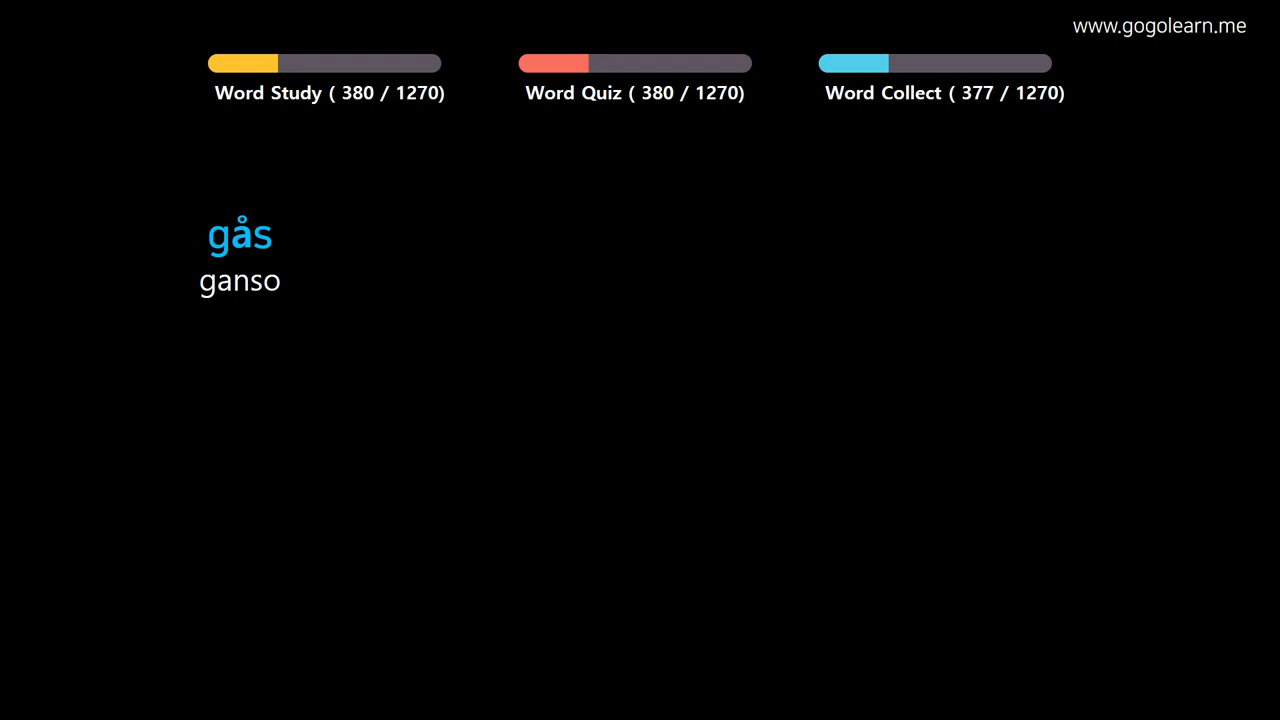 www.gogolearn.me
Word Study ( 380 / 1270)
Word Quiz ( 380 / 1270)
Word Collect ( 377 / 1270)
gås
ganso